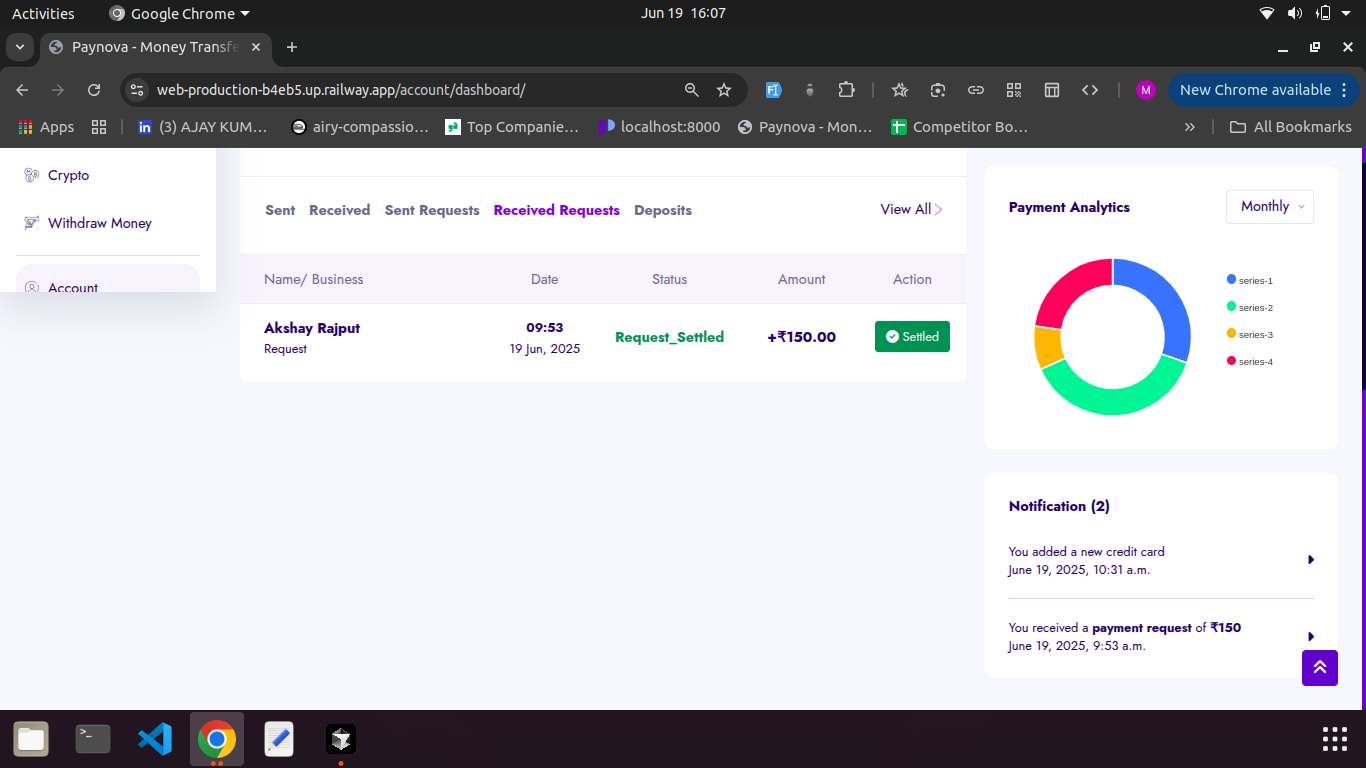 Activities
Google Chrome
Jun 19 16:07
Paynova - Money Transfe
web-production-b4eb5.up.railway.app/account/dashboard/
M
New Chrome available
Apps
(3) AJAY KUM...
airy-compassio...
Top Companie...
localhost:8000
Paynova - Mon...
Competitor Bo...
All Bookmarks
Crypto
Withdraw Money
Account
Sent Received Sent Requests Received Requests Deposits
View All
Name/ Business Date Status Amount Action
Akshay Rajput
Request
09:53
19 Jun, 2025
Request_Settled
+₹150.00
Settled
Payment Analytics
Monthly
series-1
series-2
series-3
series-4
Notification (2)
You added a new credit card
June 19, 2025, 10:31 a.m.
You received a payment request of ₹150
June 19, 2025, 9:53 a.m.